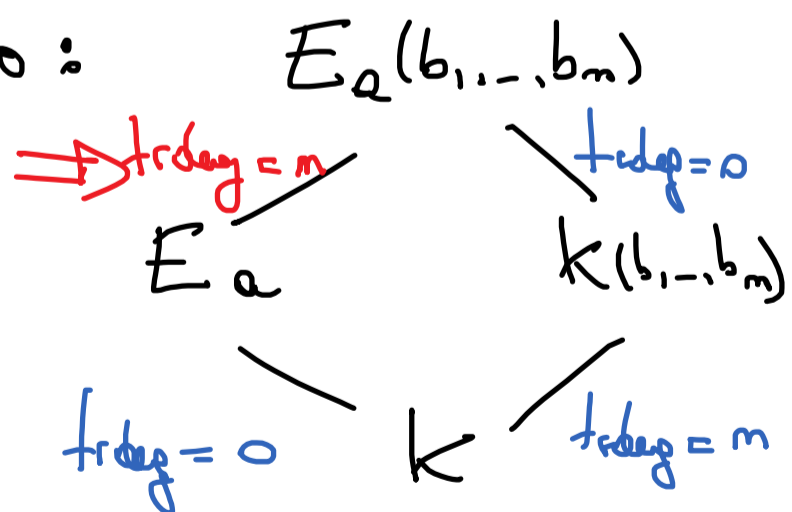 o : E_a(b_1,..,b_m)
⇒ trdeg = m trdeg = 0
E_a k(b_1..,b_m)
trdeg = 0 k trdeg = m